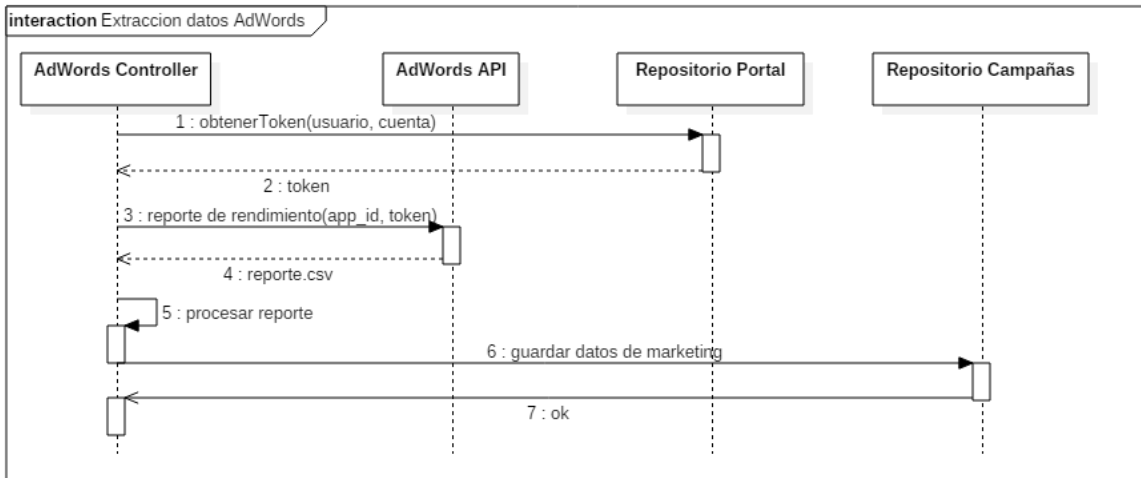 interaction Extraccion datos AdWords
AdWords Controller
AdWords API
Repositorio Portal
Repositorio Campañas
1 : obtenerToken(usuario, cuenta)
2 : token
3 : reporte de rendimiento(app_id, token)
4 : reporte.csv
5 : procesar reporte
6 : guardar datos de marketing
7 : ok